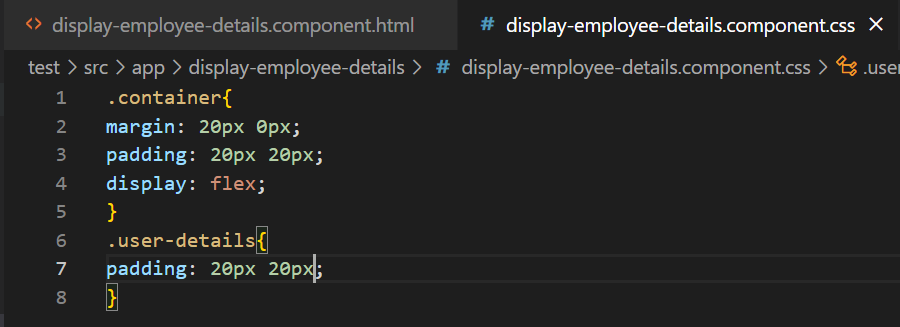 <> display-employee-details.component.html # display-employee-details.component.css ×
test > src > app > display-employee-details > # display-employee-details.component.css > .user
1 .container{
2 margin: 20px 0px;
3 padding: 20px 20px;
4 display: flex;
5 }
6 .user-details{
7 padding: 20px 20px;
8 }